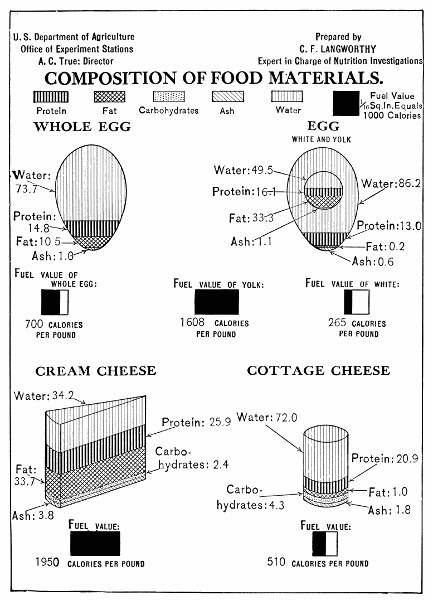 U.S. Department of Agriculture
Office of Experiment Stations
A.C. True: Director
Prepared by
C. F. LANGWORTHY
Expert in Charge of Nutrition Investigations
COMPOSITION OF FOOD MATERIALS.
Protein
Fat
Carbohydrates
Ash
Water
Fuel Value
1/10 Sq.In. Equals
1000 Calories
WHOLE EGG
Water:
73.7
Protein:
14.8
Fat: 10.5
Ash: 1.0
FUEL VALUE OF
WHOLE EGG:
700 CALORIES
PER POUND
EGG
WHITE AND YOLK
Water: 49.5
Protein: 16.1
Fat: 33.3
Ash: 1.1
Water: 86.2
Protein: 13.0
Fat: 0.2
Ash: 0.6
FUEL VALUE OF YOLK:
1608 CALORIES
PER POUND
FUEL VALUE OF WHITE:
265 CALORIES
PER POUND
CREAM CHEESE
Water: 34.2
Protein: 25.9
Carbo-
hydrates: 2.4
Fat:
33.7
Ash: 3.8
FUEL VALUE:
1950 CALORIES PER POUND
COTTAGE CHEESE
Water: 72.0
Protein: 20.9
Fat: 1.0
Carbo-
hydrates: 4.3
Ash: 1.8
FUEL VALUE:
510 CALORIES PER POUND